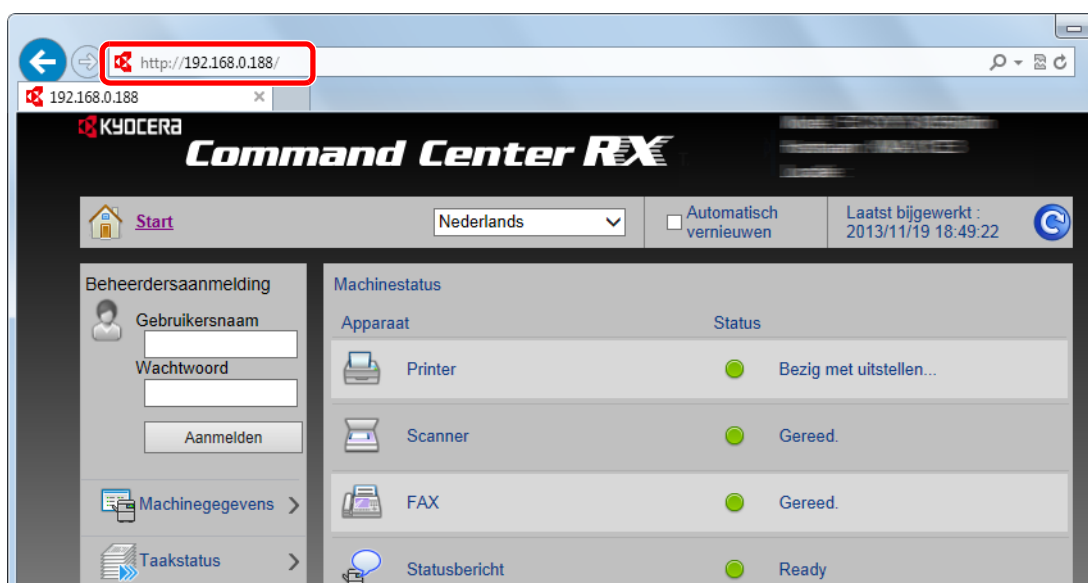 http://192.168.0.188/
192.168.0.188
KYOCERA
Command Center RX
Start
Nederlands
Automatisch
vernieuwen
Laatst bijgewerkt :
2013/11/19 18:49:22
Beheerdersaanmelding
Gebruikersnaam
Wachtwoord
Aanmelden
Machinegegevens
Taakstatus
Machinestatus
Apparaat Status
Printer Bezig met uitstellen...
Scanner Gereed.
FAX Gereed.
Statusbericht Ready